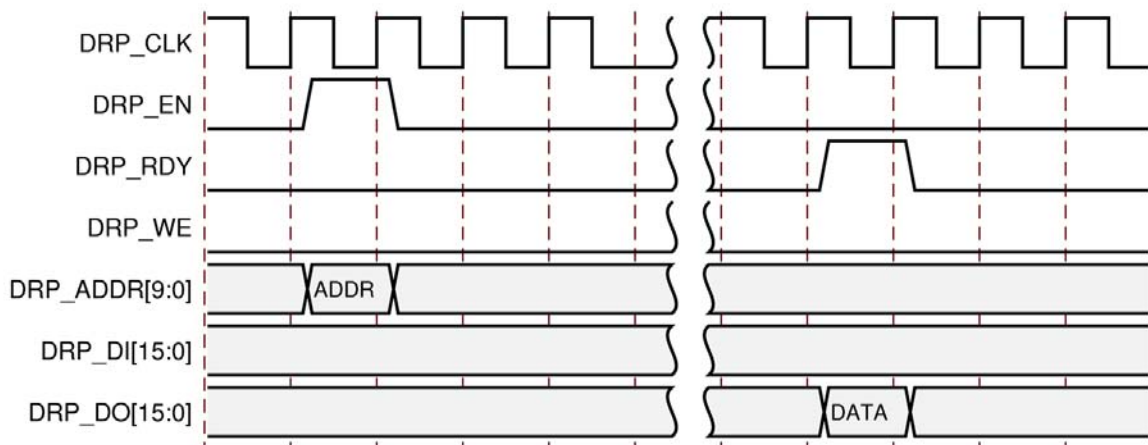 DRP_CLK
DRP_EN
DRP_RDY
DRP_WE
DRP_ADDR[9:0] ADDR
DRP_DI[15:0]
DRP_DO[15:0] DATA